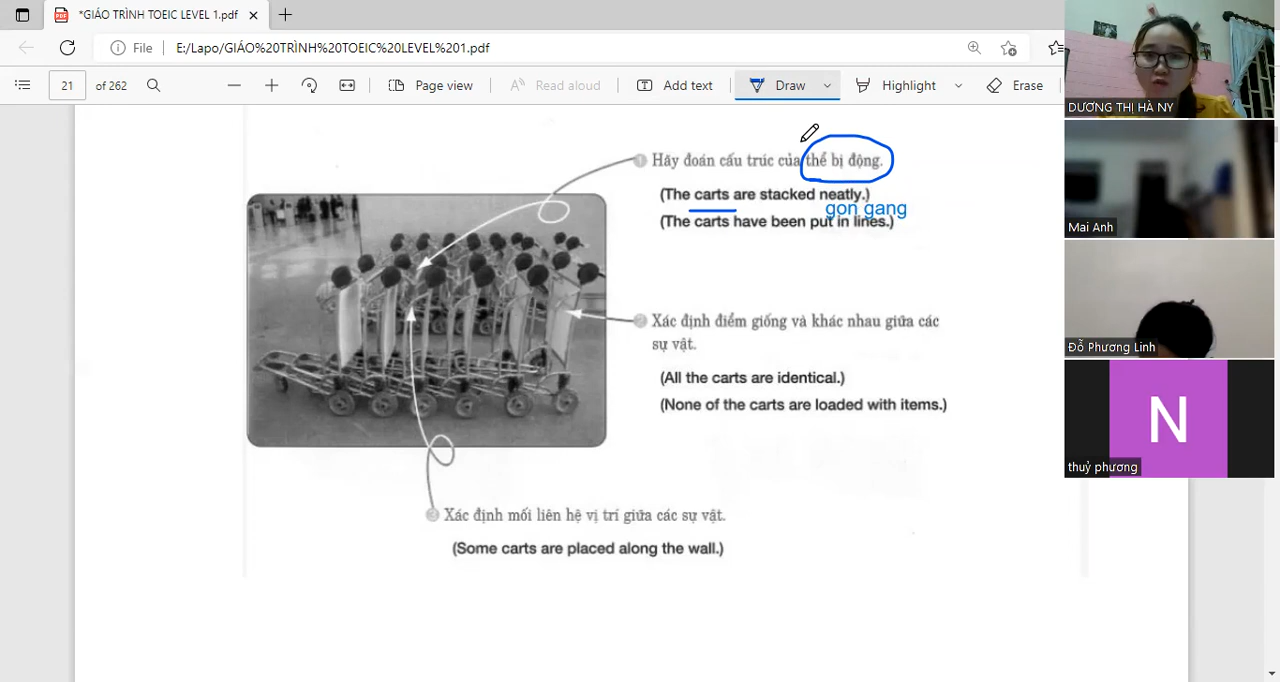 *GIÁO TRÌNH TOEIC LEVEL 1.pdf
File
E:/Lapo/GIÁO%20TRÌNH%20TOEIC%20LEVEL%201.pdf
21 of 262
Page view
Read aloud
Add text
Draw
Highlight
Erase
1 Hãy đoán cấu trúc của thể bị động.
(The carts are stacked neatly.)
gon gang
(The carts have been put in lines.)
2 Xác định điểm giống và khác nhau giữa các
sự vật.
(All the carts are identical.)
(None of the carts are loaded with items.)
3 Xác định mối liên hệ vị trí giữa các sự vật.
(Some carts are placed along the wall.)
DƯƠNG THỊ HÀ NY
Mai Anh
Đỗ Phương Linh
N
thuỷ phương